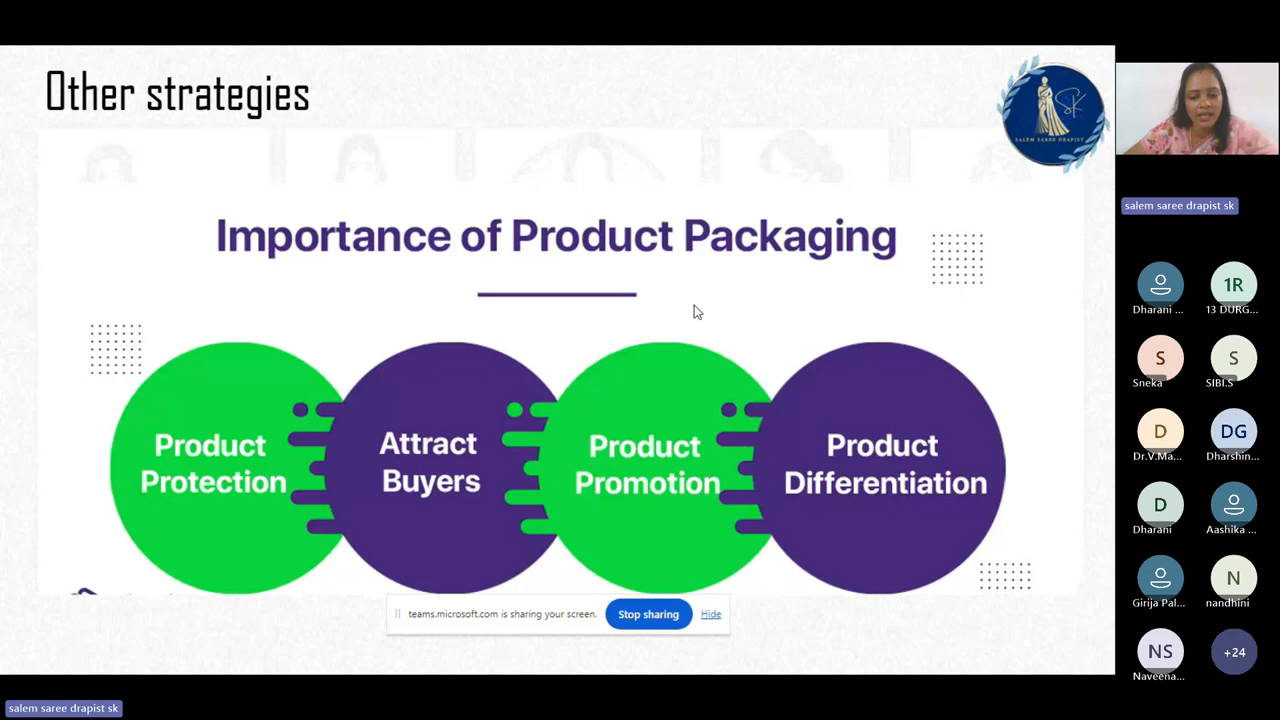 Other strategies
SK
SALEM SAREE DRAPIST
Importance of Product Packaging
Product
Protection
Attract
Buyers
Product
Promotion
Product
Differentiation
teams.microsoft.com is sharing your screen.
Stop sharing
Hide
salem saree drapist sk
Dharani ...
1R
13 DURG...
S
Sneka
S
SIBI.S
D
Dr.V.Ma...
DG
Dharshin...
D
Dharani
Aashika ...
Girija Pal...
N
nandhini
NS
Naveena...
+24
salem saree drapist sk